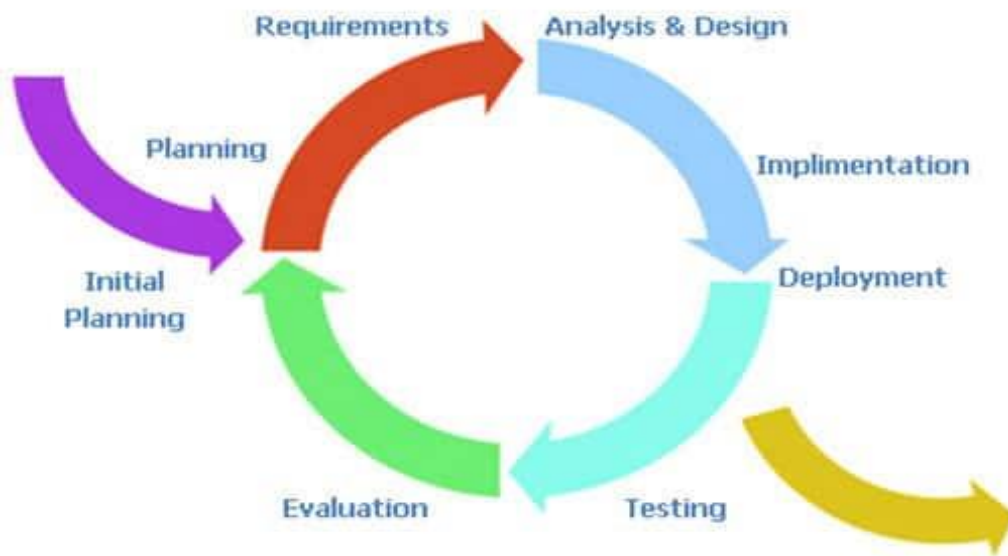 Requirements
Analysis & Design
Planning
Implimentation
Initial
Planning
Deployment
Evaluation
Testing